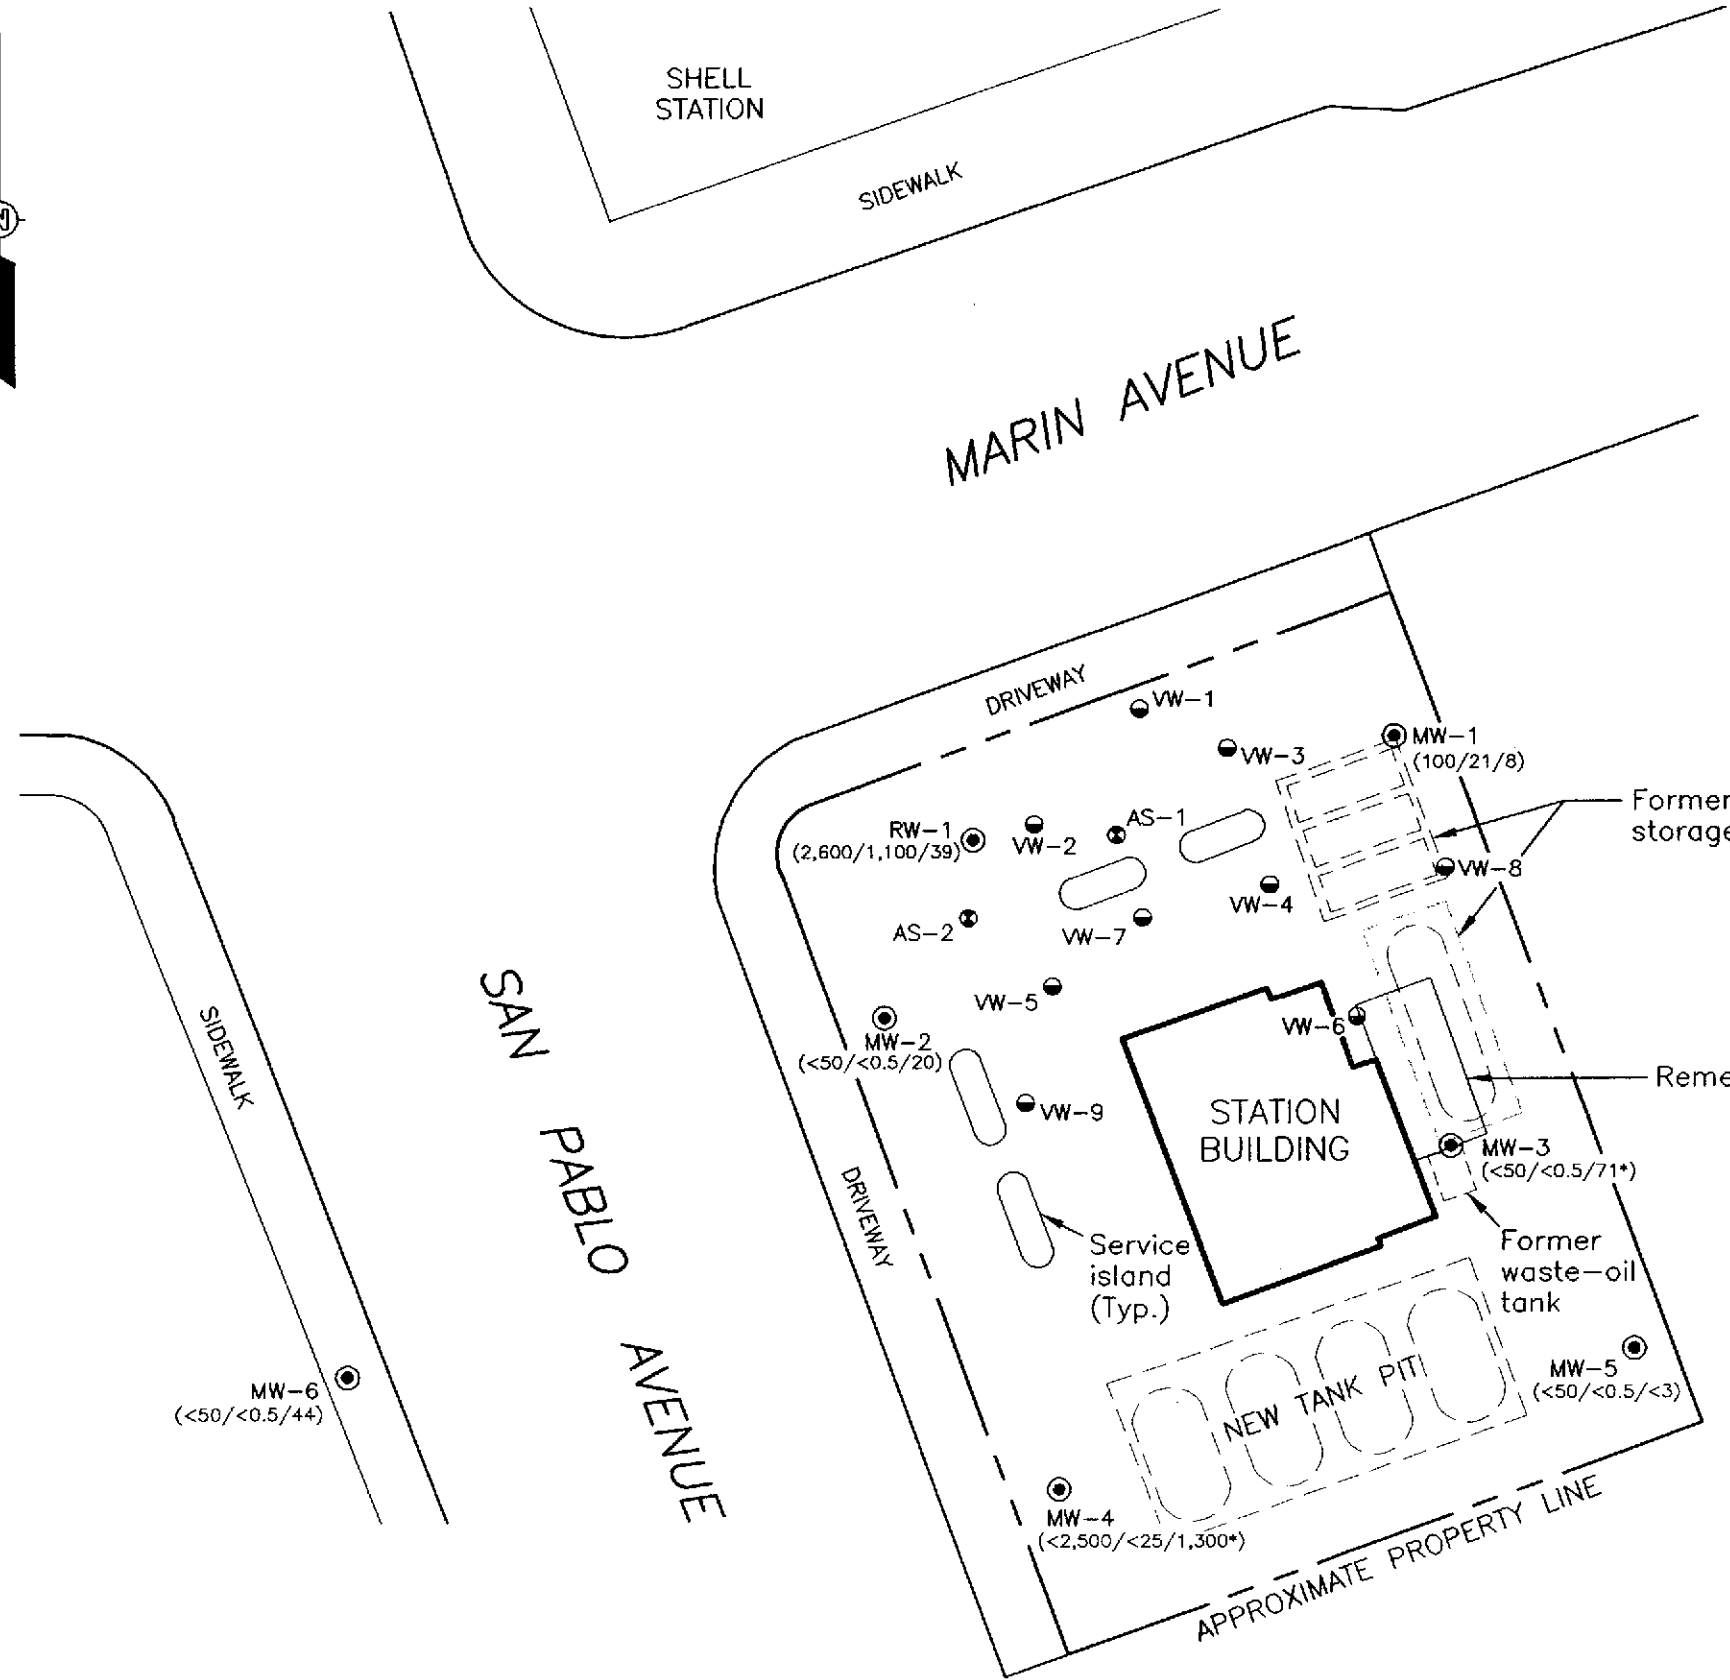 SHELL
STATION
SIDEWALK
N
MARIN AVENUE
DRIVEWAY
VW-1
MW-1
(100/21/8)
VW-3
Former
storage
RW-1
(2,600/1,100/39)
VW-2
AS-1
VW-8
VW-4
AS-2
VW-7
VW-5
VW-6
MW-2
(<50/<0.5/20)
SAN PABLO AVENUE
SIDEWALK
Reme
VW-9
STATION
BUILDING
MW-3
(<50/<0.5/71*)
DRIVEWAY
Service
island
(Typ.)
Former
waste-oil
tank
MW-5
(<50/<0.5/<3)
MW-6
(<50/<0.5/44)
NEW TANK PIT
MW-4
(<2,500/<25/1,300*)
APPROXIMATE PROPERTY LINE